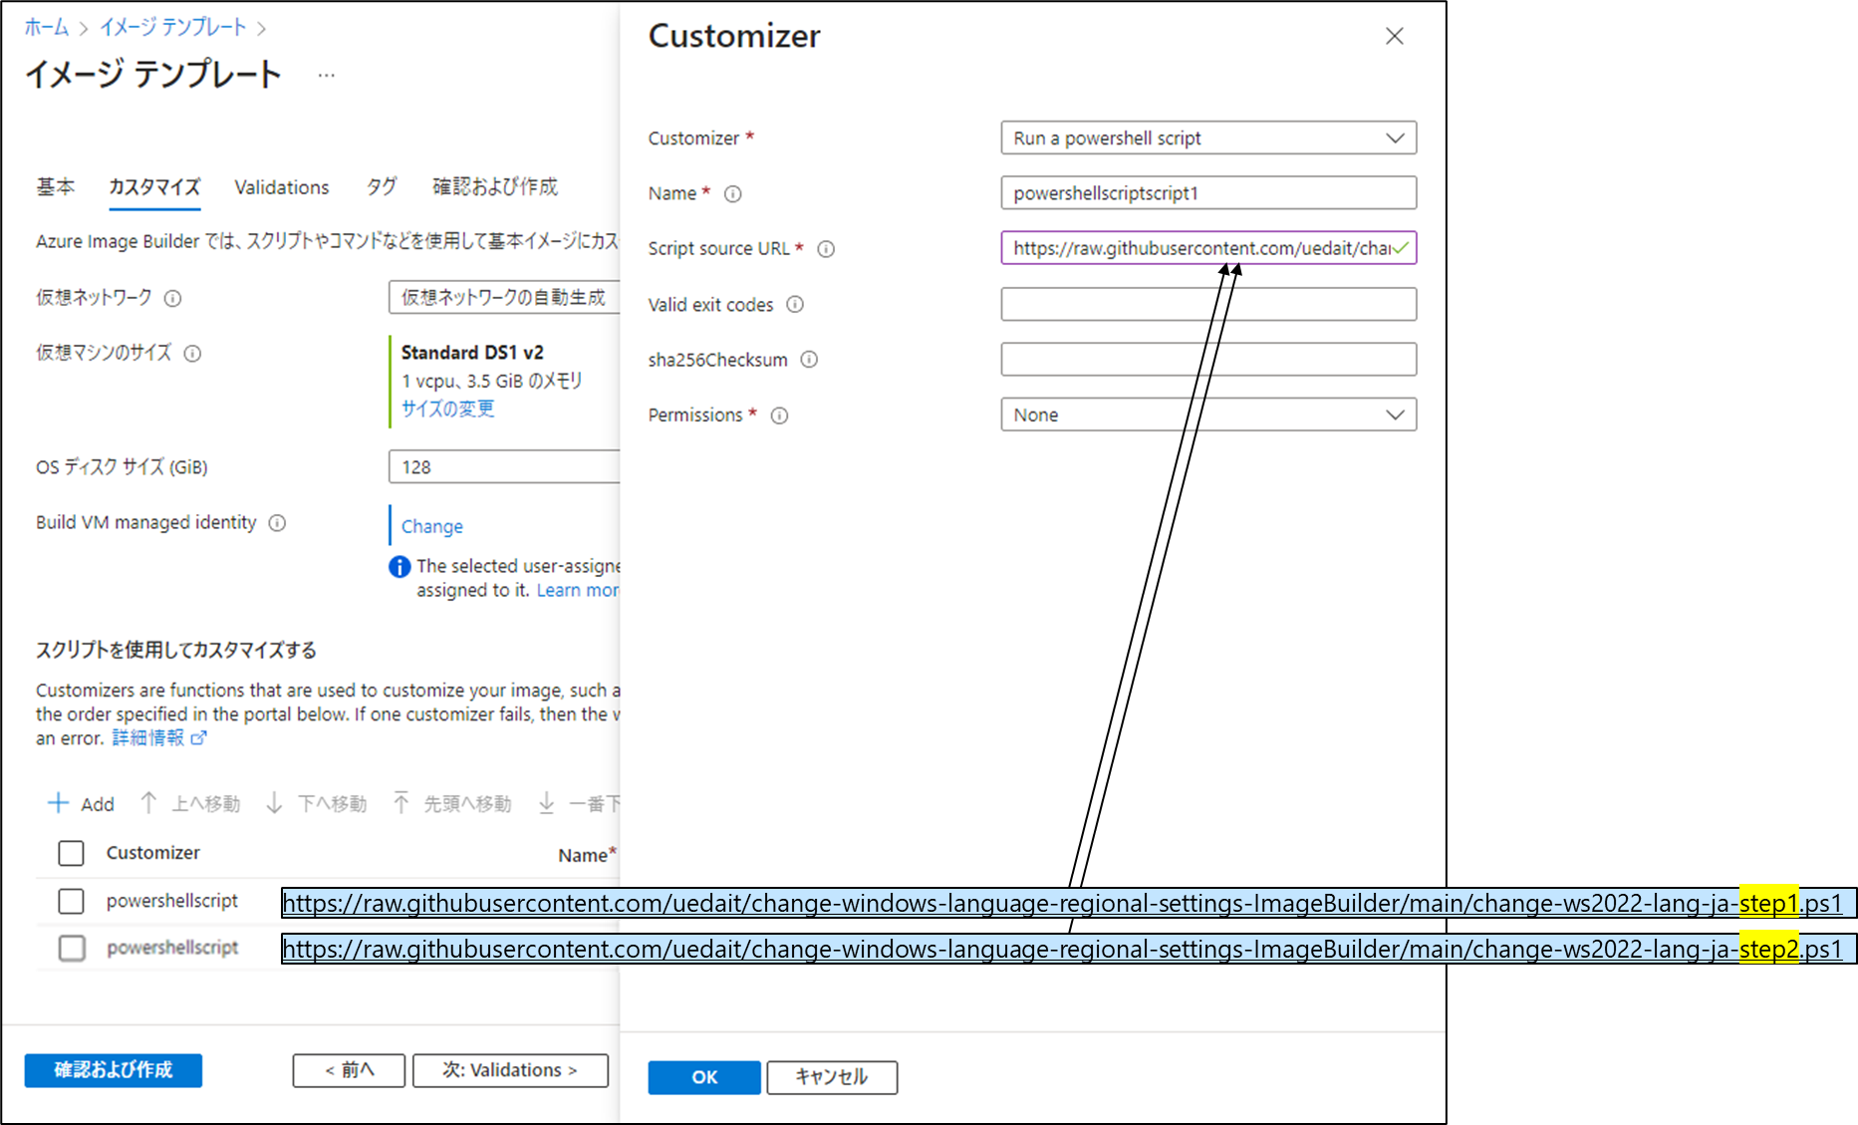 ホーム > イメージ テンプレート >
イメージ テンプレート ...
基本 カスタマイズ Validations タグ 確認および作成
Azure Image Builder では、スクリプトやコマンドなどを使用して基本イメージにカス
仮想ネットワーク
仮想ネットワークの自動生成
仮想マシンのサイズ
Standard DS1 v2
1 vcpu、3.5 GiB のメモリ
サイズの変更
OS ディスク サイズ (GiB)
128
Build VM managed identity
Change
The selected user-assigne
assigned to it. Learn mor
スクリプトを使用してカスタマイズする
Customizers are functions that are used to customize your image, such a
the order specified in the portal below. If one customizer fails, then the w
an error. 詳細情報
Add 上へ移動 下へ移動 先頭へ移動 一番下
Customizer Name*
powershellscript https://raw.githubusercontent.com/uedait/change-windows-language-regional-settings-ImageBuilder/main/change-ws2022-lang-ja-step1.ps1
powershellscript https://raw.githubusercontent.com/uedait/change-windows-language-regional-settings-ImageBuilder/main/change-ws2022-lang-ja-step2.ps1
確認および作成 < 前へ 次: Validations >
Customizer
Customizer * Run a powershell script
Name * powershellscriptscript1
Script source URL * https://raw.githubusercontent.com/uedait/cha
Valid exit codes
sha256Checksum
Permissions * None
OK キャンセル